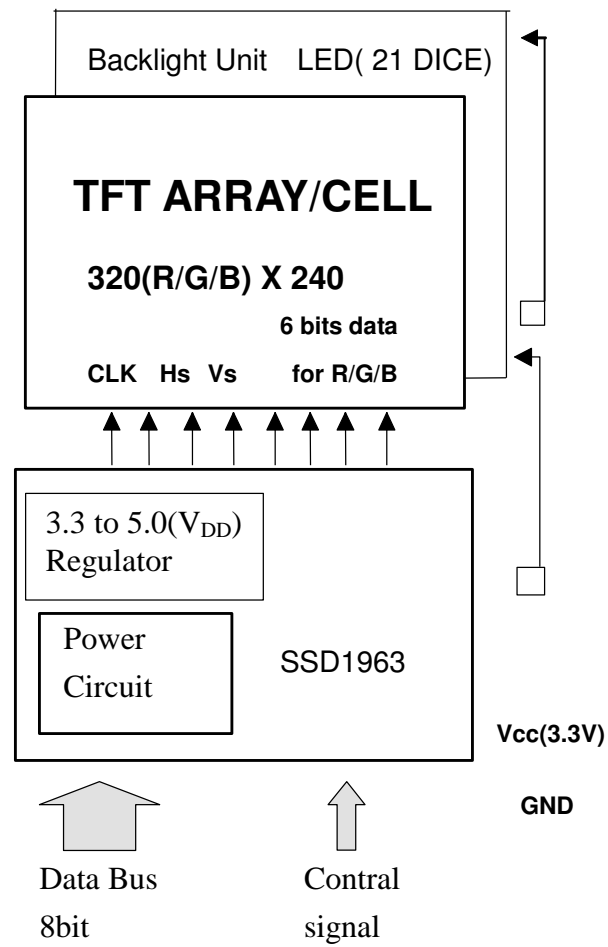 Backlight Unit LED( 21 DICE)
TFT ARRAY/CELL
320(R/G/B) X 240
6 bits data
CLK Hs Vs for R/G/B
3.3 to 5.0(VDD)
Regulator
Power
Circuit
SSD1963
Vcc(3.3V)
GND
Data Bus
8bit
Contral
signal